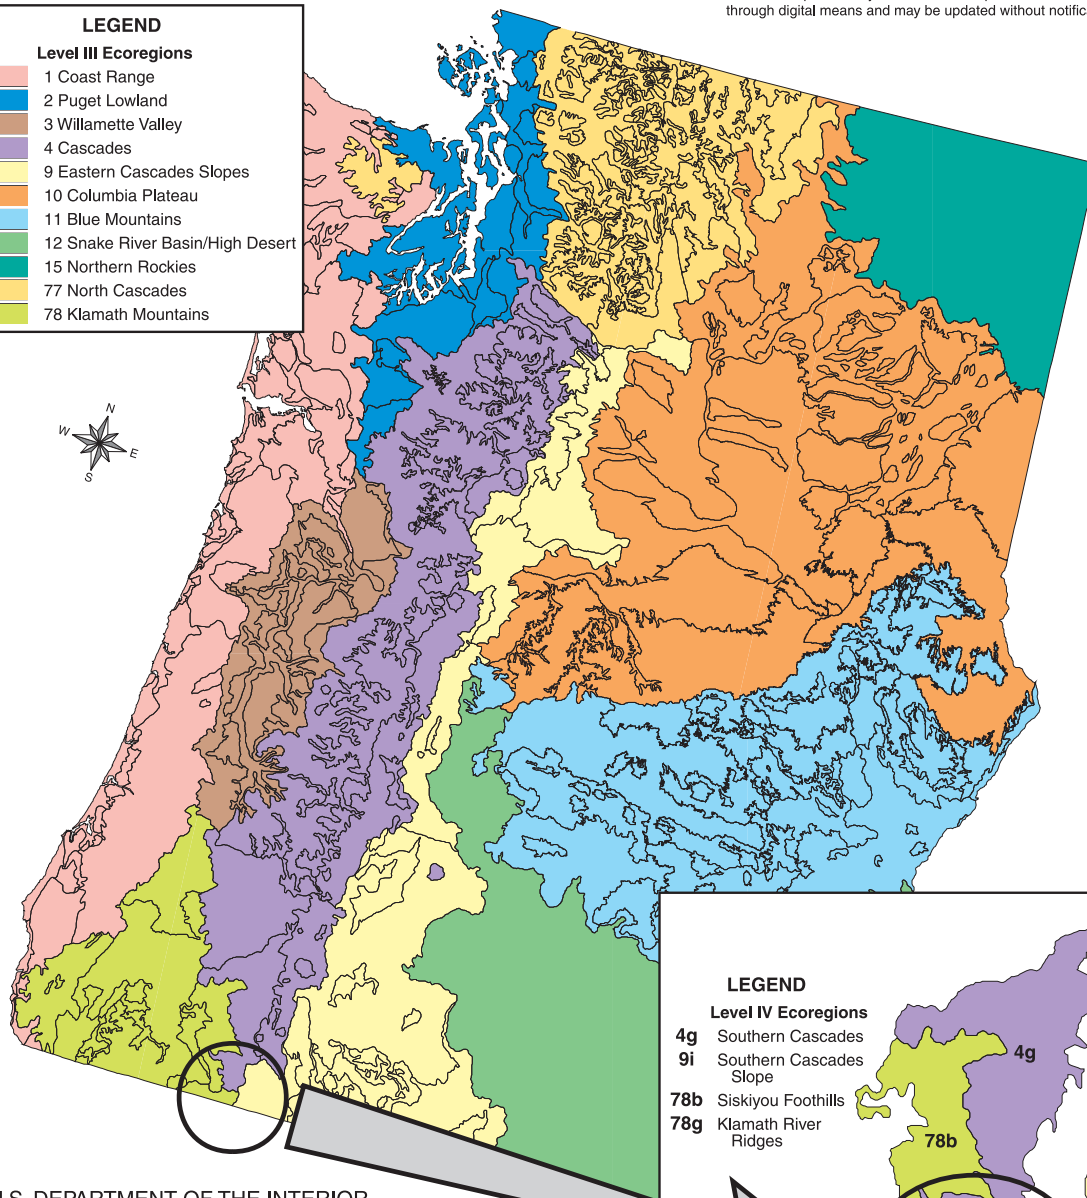 through digital means and may be updated without notific
LEGEND
Level III Ecoregions
1 Coast Range
2 Puget Lowland
3 Willamette Valley
4 Cascades
9 Eastern Cascades Slopes
10 Columbia Plateau
11 Blue Mountains
12 Snake River Basin/High Desert
15 Northern Rockies
77 North Cascades
78 Klamath Mountains
N
W
E
S
LEGEND
Level IV Ecoregions
4g Southern Cascades
9i Southern Cascades
Slope
78b Siskiyou Foothills
78g Klamath River
Ridges
4g
78b
U.S. DEPARTMENT OF THE INTERIOR